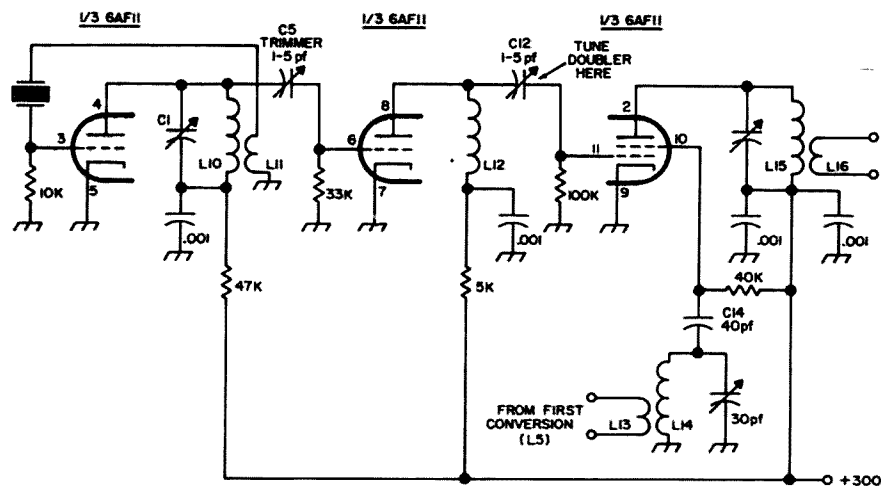 1/3 6AF11
1/3 6AF11
1/3 6AF11
C5
TRIMMER
1-5 pf
C12
1-5 pf
TUNE
DOUBLER
HERE
4
C1
3
5
L10
L11
10K
.001
47K
8
6
7
33K
L12
.001
5K
2
11
10
9
100K
L15
L16
.001
.001
40K
C14
40pf
FROM FIRST
CONVERSION
(L5)
L13
L14
30pf
+300